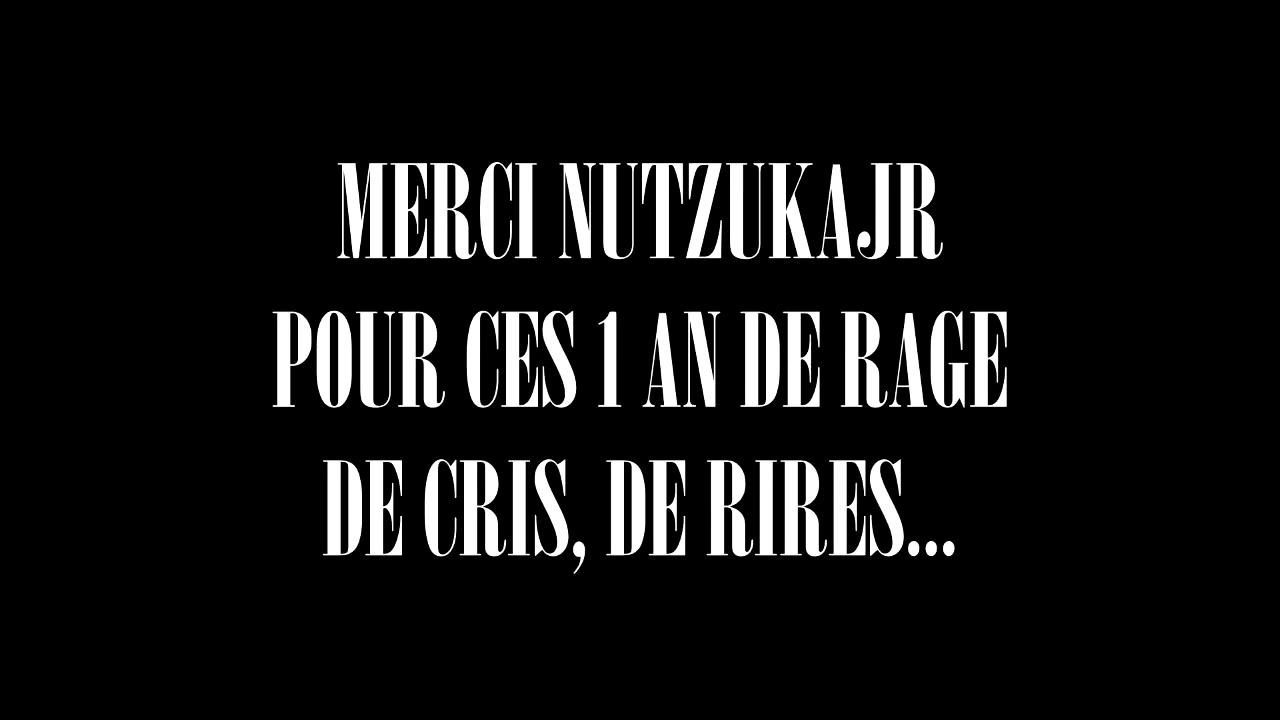 MERCI NUTZUKAJR
POUR CES 1 AN DE RAGE
DE CRIS, DE RIRES...